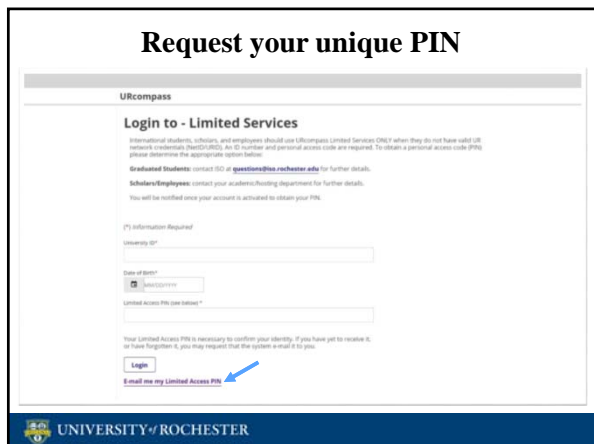 Request your unique PIN
URcompass
Login to - Limited Services
International students, scholars, and employees should use URcompass Limited Services ONLY when they do not have valid UR
network credentials (NetID/URID). An ID number and personal access code are required. To obtain a personal access code (PIN)
please determine the appropriate option below:
Graduated Students: contact ISO at questions@iso.rochester.edu for further details.
Scholars/Employees: contact your academic/hosting department for further details.
You will be notified once your account is activated to obtain your PIN.
(*) Information Required
University ID*
Date of Birth*
MM/DD/YYYY
Limited Access PIN (see below) *
Your Limited Access PIN is necessary to confirm your identity. If you have yet to receive it,
or have forgotten it, you may request that the system e-mail it to you.
Login
E-mail me my Limited Access PIN
UNIVERSITY of ROCHESTER